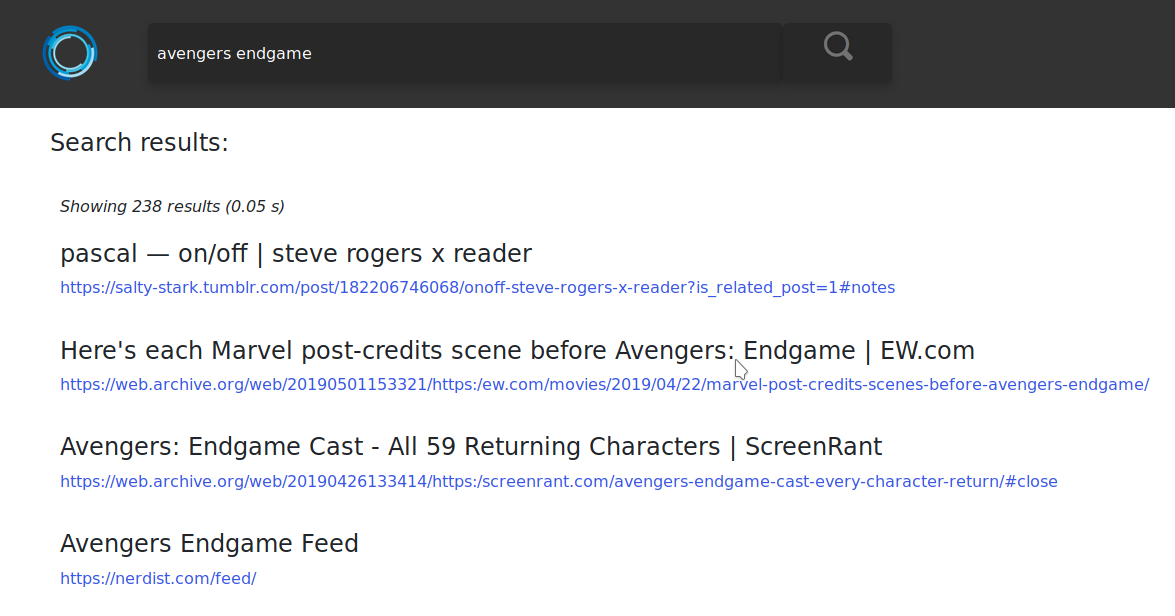 avengers endgame
Search results:
Showing 238 results (0.05 s)
pascal — on/off | steve rogers x reader
https://salty-stark.tumblr.com/post/182206746068/onoff-steve-rogers-x-reader?is_related_post=1#notes
Here's each Marvel post-credits scene before Avengers: Endgame | EW.com
https://web.archive.org/web/20190501153321/https:/ew.com/movies/2019/04/22/marvel-post-credits-scenes-before-avengers-endgame/
Avengers: Endgame Cast - All 59 Returning Characters | ScreenRant
https://web.archive.org/web/20190426133414/https:/screenrant.com/avengers-endgame-cast-every-character-return/#close
Avengers Endgame Feed
https://nerdist.com/feed/